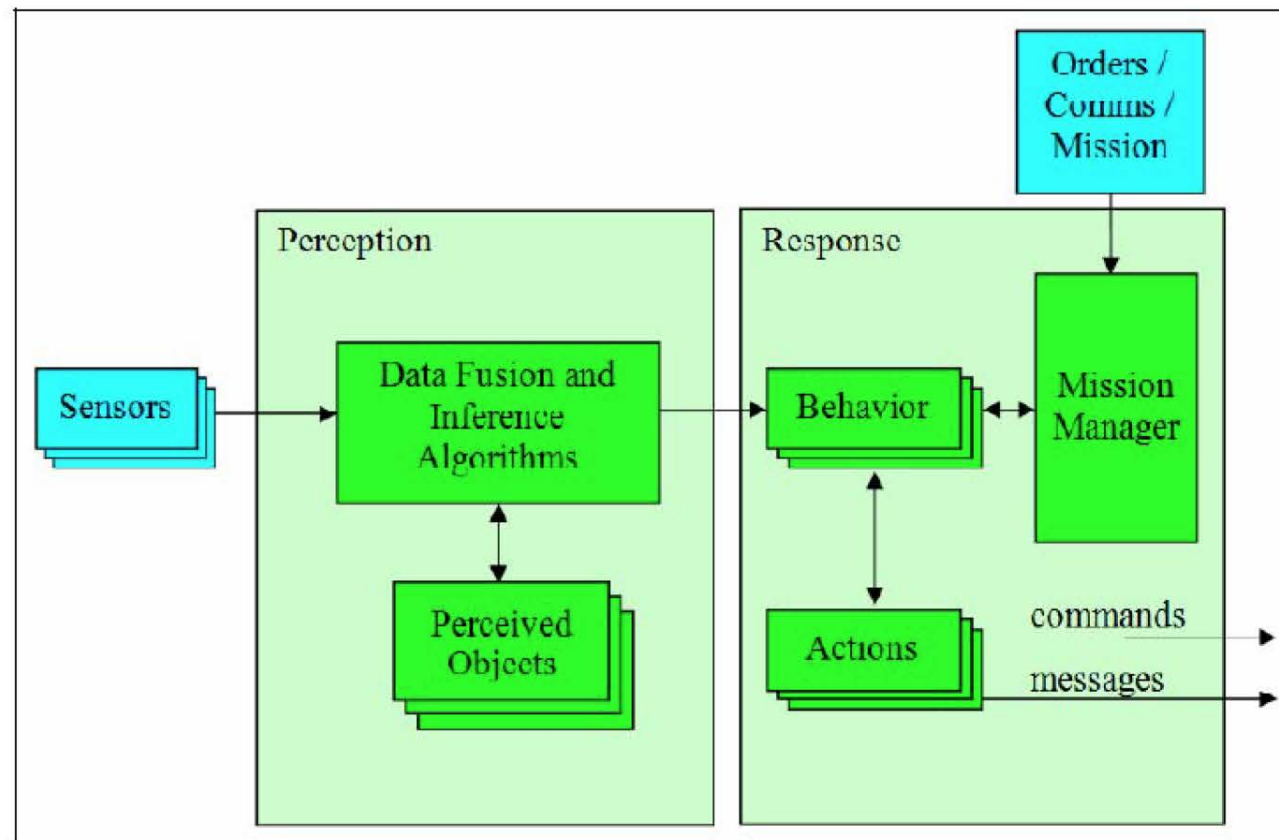 Orders /
Comms /
Mission
Perception
Response
Sensors
Data Fusion and
Inference
Algorithms
Behavior
Mission
Manager
Perceived
Objects
Actions
commands
messages